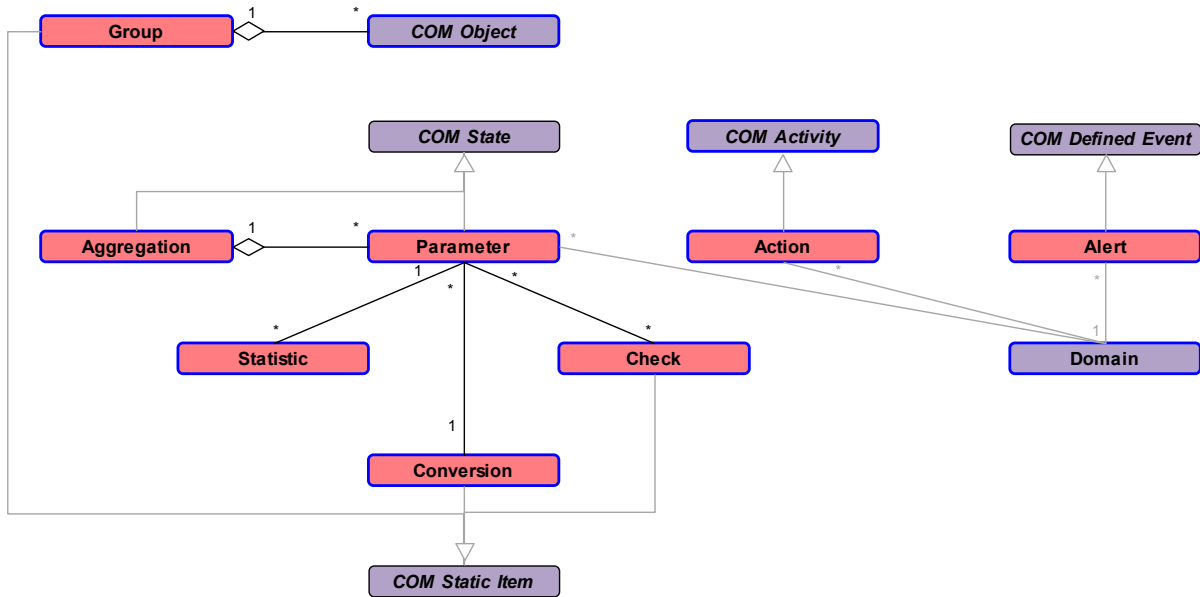 1
*
Group
COM Object
COM State
COM Activity
COM Defined Event
1
*
*
Aggregation
Parameter
Action
Alert
1
*
*
*
*
*
*
1
Statistic
Check
Domain
1
Conversion
COM Static Item